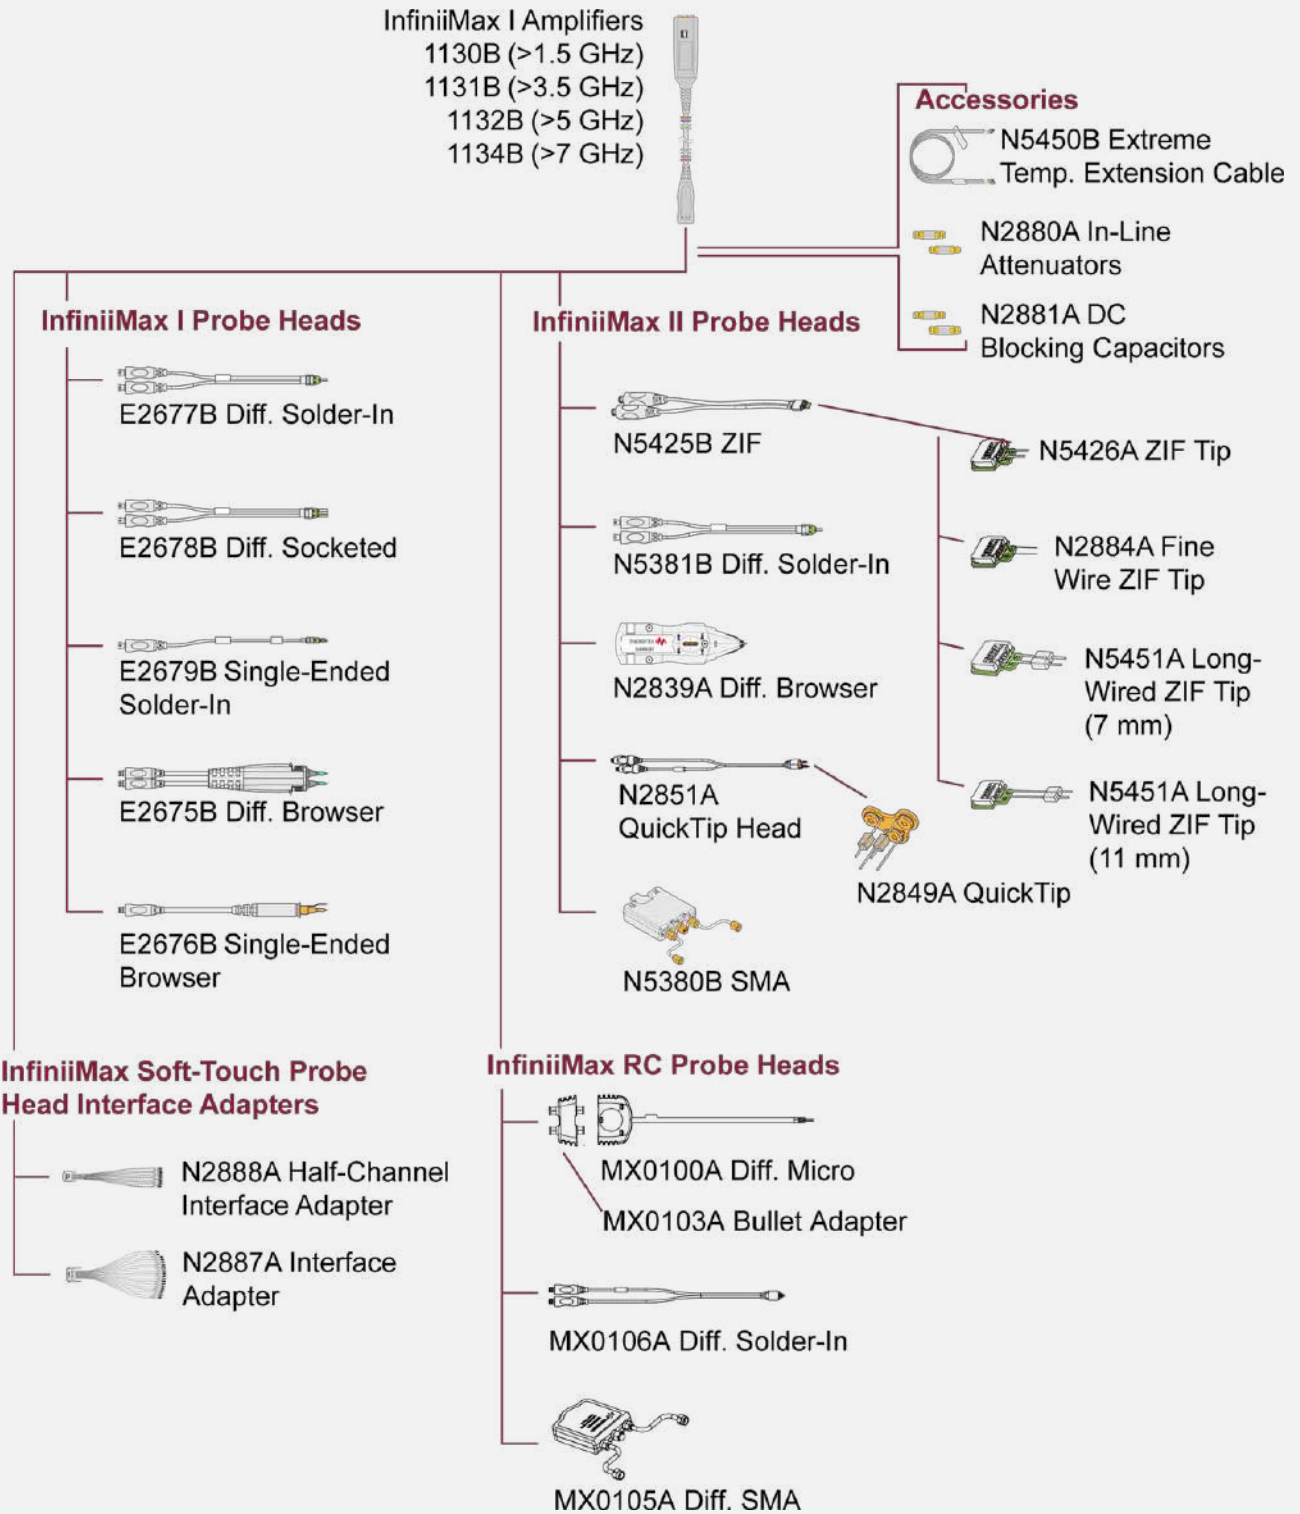 InfiniiMax I Amplifiers
1130B (>1.5 GHz)
1131B (>3.5 GHz)
1132B (>5 GHz)
1134B (>7 GHz)
Accessories
N5450B Extreme
Temp. Extension Cable
N2880A In-Line
Attenuators
N2881A DC
Blocking Capacitors
InfiniiMax I Probe Heads
E2677B Diff. Solder-In
E2678B Diff. Socketed
E2679B Single-Ended
Solder-In
E2675B Diff. Browser
E2676B Single-Ended
Browser
InfiniiMax II Probe Heads
N5425B ZIF
N5381B Diff. Solder-In
N2839A Diff. Browser
N2851A
QuickTip Head
N2849A QuickTip
N5380B SMA
N5426A ZIF Tip
N2884A Fine
Wire ZIF Tip
N5451A Long-
Wired ZIF Tip
(7 mm)
N5451A Long-
Wired ZIF Tip
(11 mm)
InfiniiMax Soft-Touch Probe
Head Interface Adapters
N2888A Half-Channel
Interface Adapter
N2887A Interface
Adapter
InfiniiMax RC Probe Heads
MX0100A Diff. Micro
MX0103A Bullet Adapter
MX0106A Diff. Solder-In
MX0105A Diff. SMA